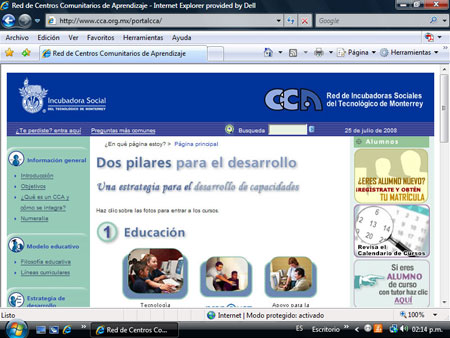 Red de Centros Comunitarios de Aprendizaje - Internet Explorer provided by Dell
http://www.cca.org.mx/portalcca/
Google
Archivo Edición Ver Favoritos Herramientas Ayuda
Red de Centros Comunitarios de Aprendizaje
Página Herramientas
Incubadora Social
DEL TECNOLÓGICO DE MONTERREY
CCA
Red de Incubadoras Sociales
del Tecnológico de Monterrey
¿Te perdiste? entra aquí Preguntas más comunes Busqueda 25 de julio de 2008
¿En qué página estoy? Página principal
Alumnos
Información general
Introducción
Objetivos
¿Qué es un CCA y
cómo se integra?
Numeralia
Modelo educativo
Filosofía educativa
Líneas curriculares
Estrategia de
Dos pilares para el desarrollo
Una estrategia para el desarrollo de capacidades
Haz clic sobre las fotos para entrar a los cursos.
1 Educación
Tecnología
Apoyo para la
¿ERES ALUMNO NUEVO?
¡REGÍSTRATE Y OBTÉN
TU MATRÍCULA
Revisa el
Calendario de Cursos
Si eres
ALUMNO
de curso
con tutor haz clic
AQUÍ
Listo Internet | Modo protegido: activado 100%
Red de Centros Co... ES Escritorio 02:14 p.m.